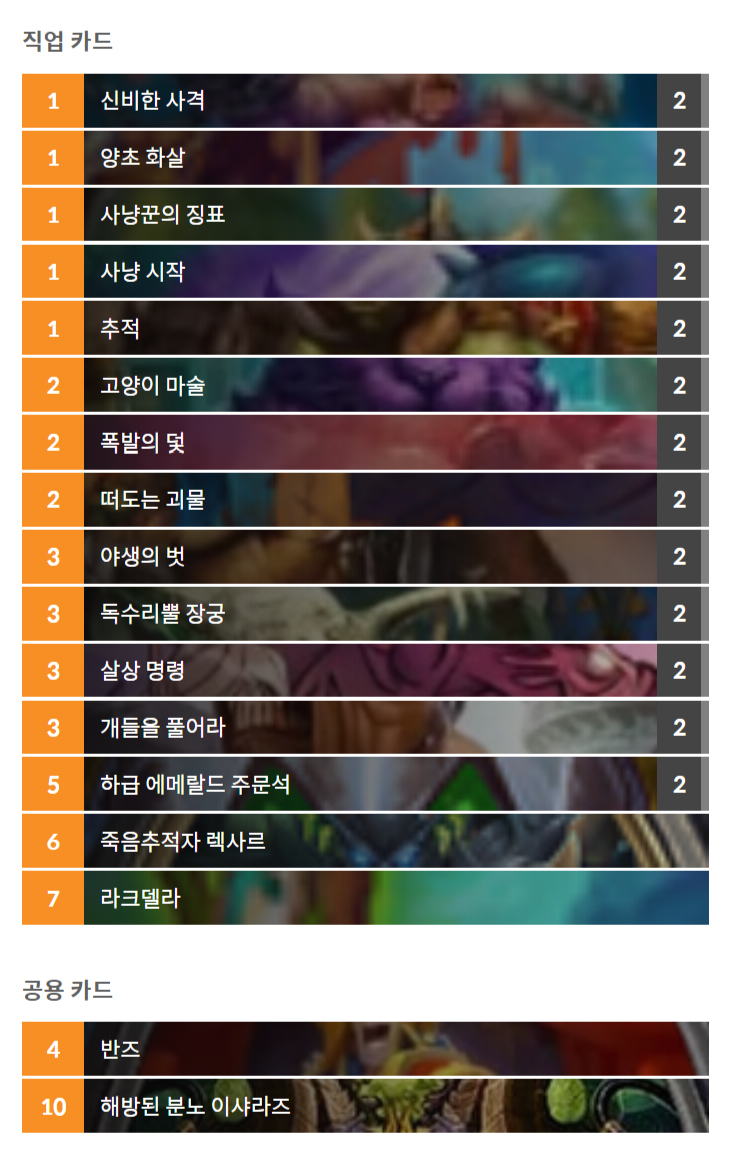 직업 카드
1 신비한 사격 2
1 양초 화살 2
1 사냥꾼의 징표 2
1 사냥 시작 2
1 추적 2
2 고양이 마술 2
2 폭발의 덫 2
2 떠도는 괴물 2
3 야생의 벗 2
3 독수리뿔 장궁 2
3 살상 명령 2
3 개들을 풀어라 2
5 하급 에메랄드 주문석 2
6 죽음추적자 렉사르
7 라크델라
공용 카드
4 반즈
10 해방된 분노 이샤라즈